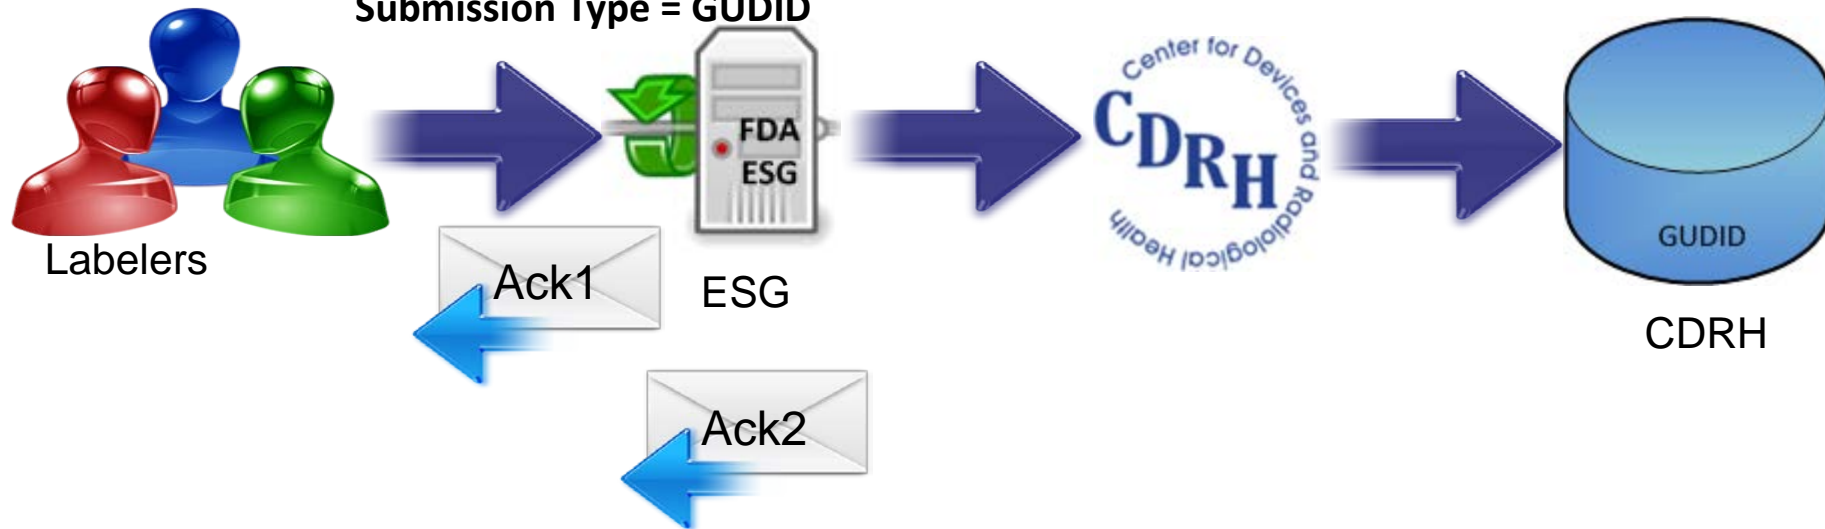 Submission Type = GUDID
FDA
ESG
Center for Devices and Radiological Health
CDRH
GUDID
Labelers
Ack1
ESG
CDRH
Ack2